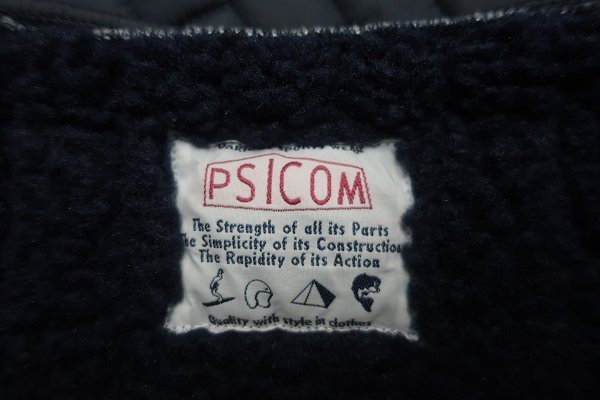 PSICOM
The Strength of all its Parts
The Simplicity of its Construction
The Rapidity of its Action
Quality with style in clothes